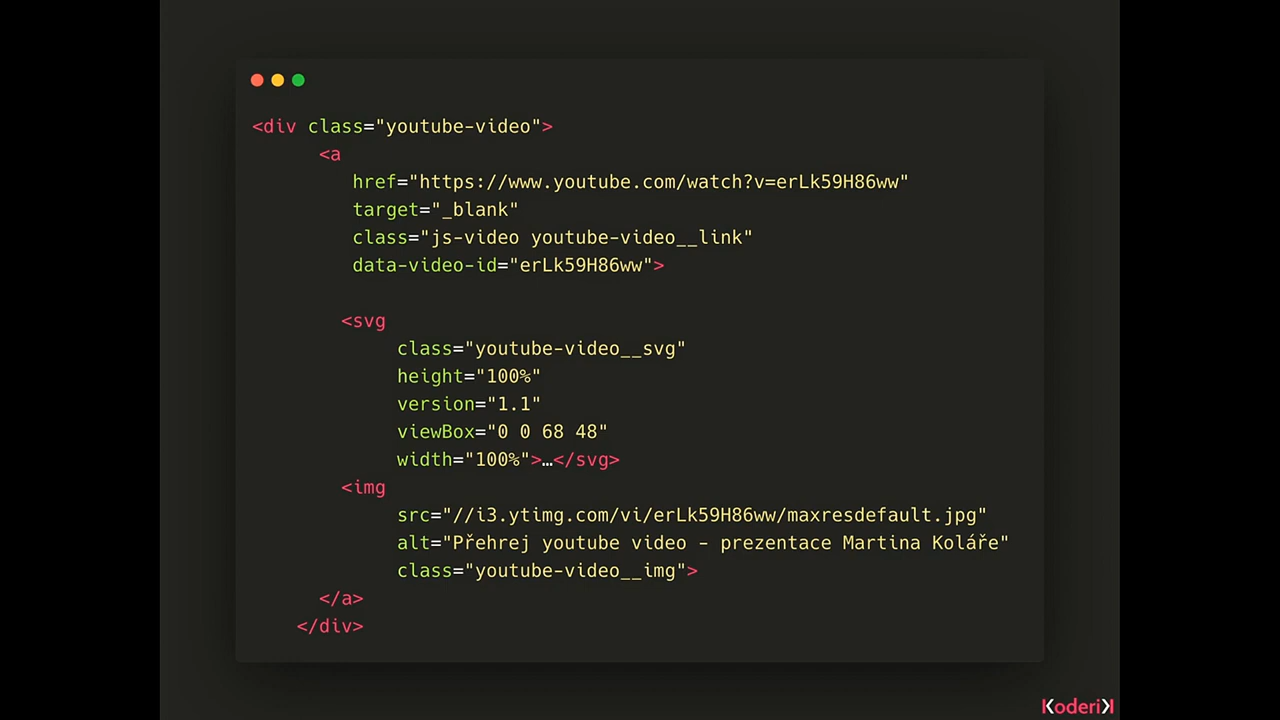 <div class="youtube-video">
<a
href="https://www.youtube.com/watch?v=erLk59H86ww"
target="_blank"
class="js-video youtube-video__link"
data-video-id="erLk59H86ww">
<svg
class="youtube-video__svg"
height="100%"
version="1.1"
viewBox="0 0 68 48"
width="100%">…</svg>
<img
src="//i3.ytimg.com/vi/erLk59H86ww/maxresdefault.jpg"
alt="Přehrej youtube video - prezentace Martina Koláře"
class="youtube-video__img">
</a>
</div>
Koderik